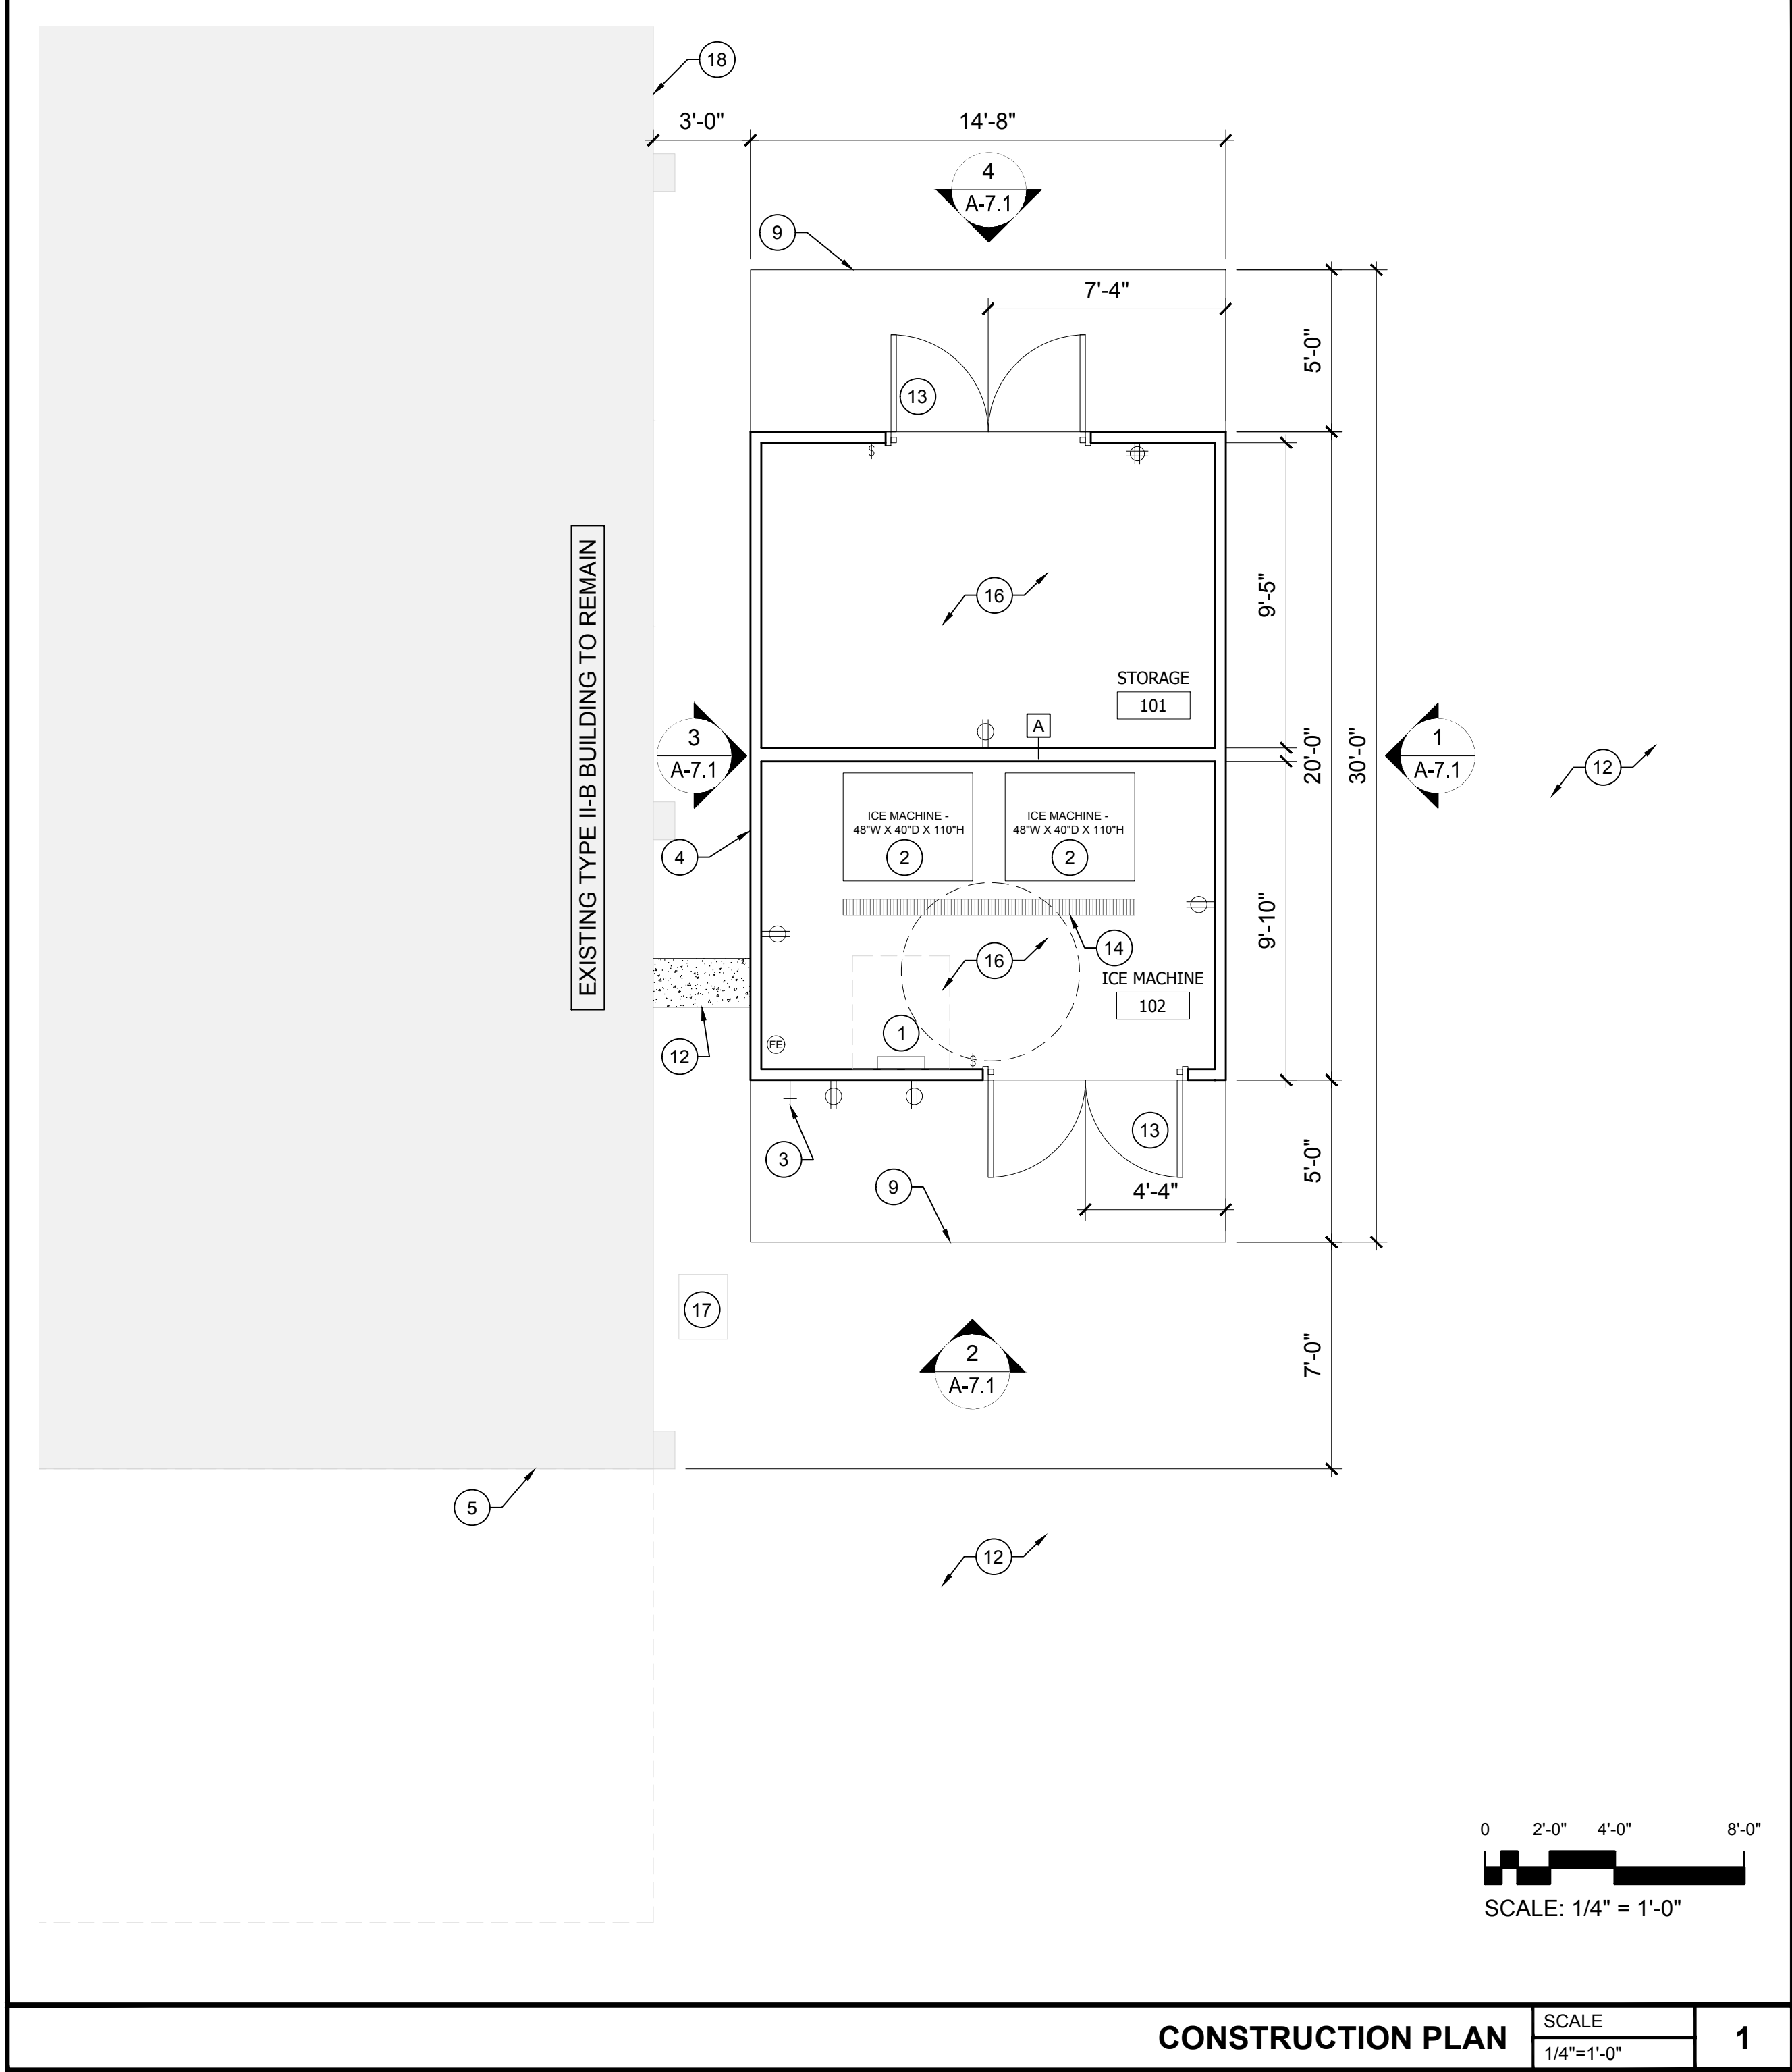 18
3'-0"
14'-8"
4
A-7.1
9
7'-4"
5'-0"
13
$
EXISTING TYPE II-B BUILDING TO REMAIN
16
9'-5"
STORAGE
101
A
3
A-7.1
20'-0"
30'-0"
1
A-7.1
12
ICE MACHINE -
48"W X 40"D X 110"H
2
ICE MACHINE -
48"W X 40"D X 110"H
2
4
9'-10"
14
16
ICE MACHINE
102
1
FE
12
$
13
3
9
4'-4"
5'-0"
17
2
A-7.1
7'-0"
5
12
0 2'-0" 4'-0" 8'-0"
SCALE: 1/4" = 1'-0"
CONSTRUCTION PLAN
SCALE
1/4"=1'-0"
1